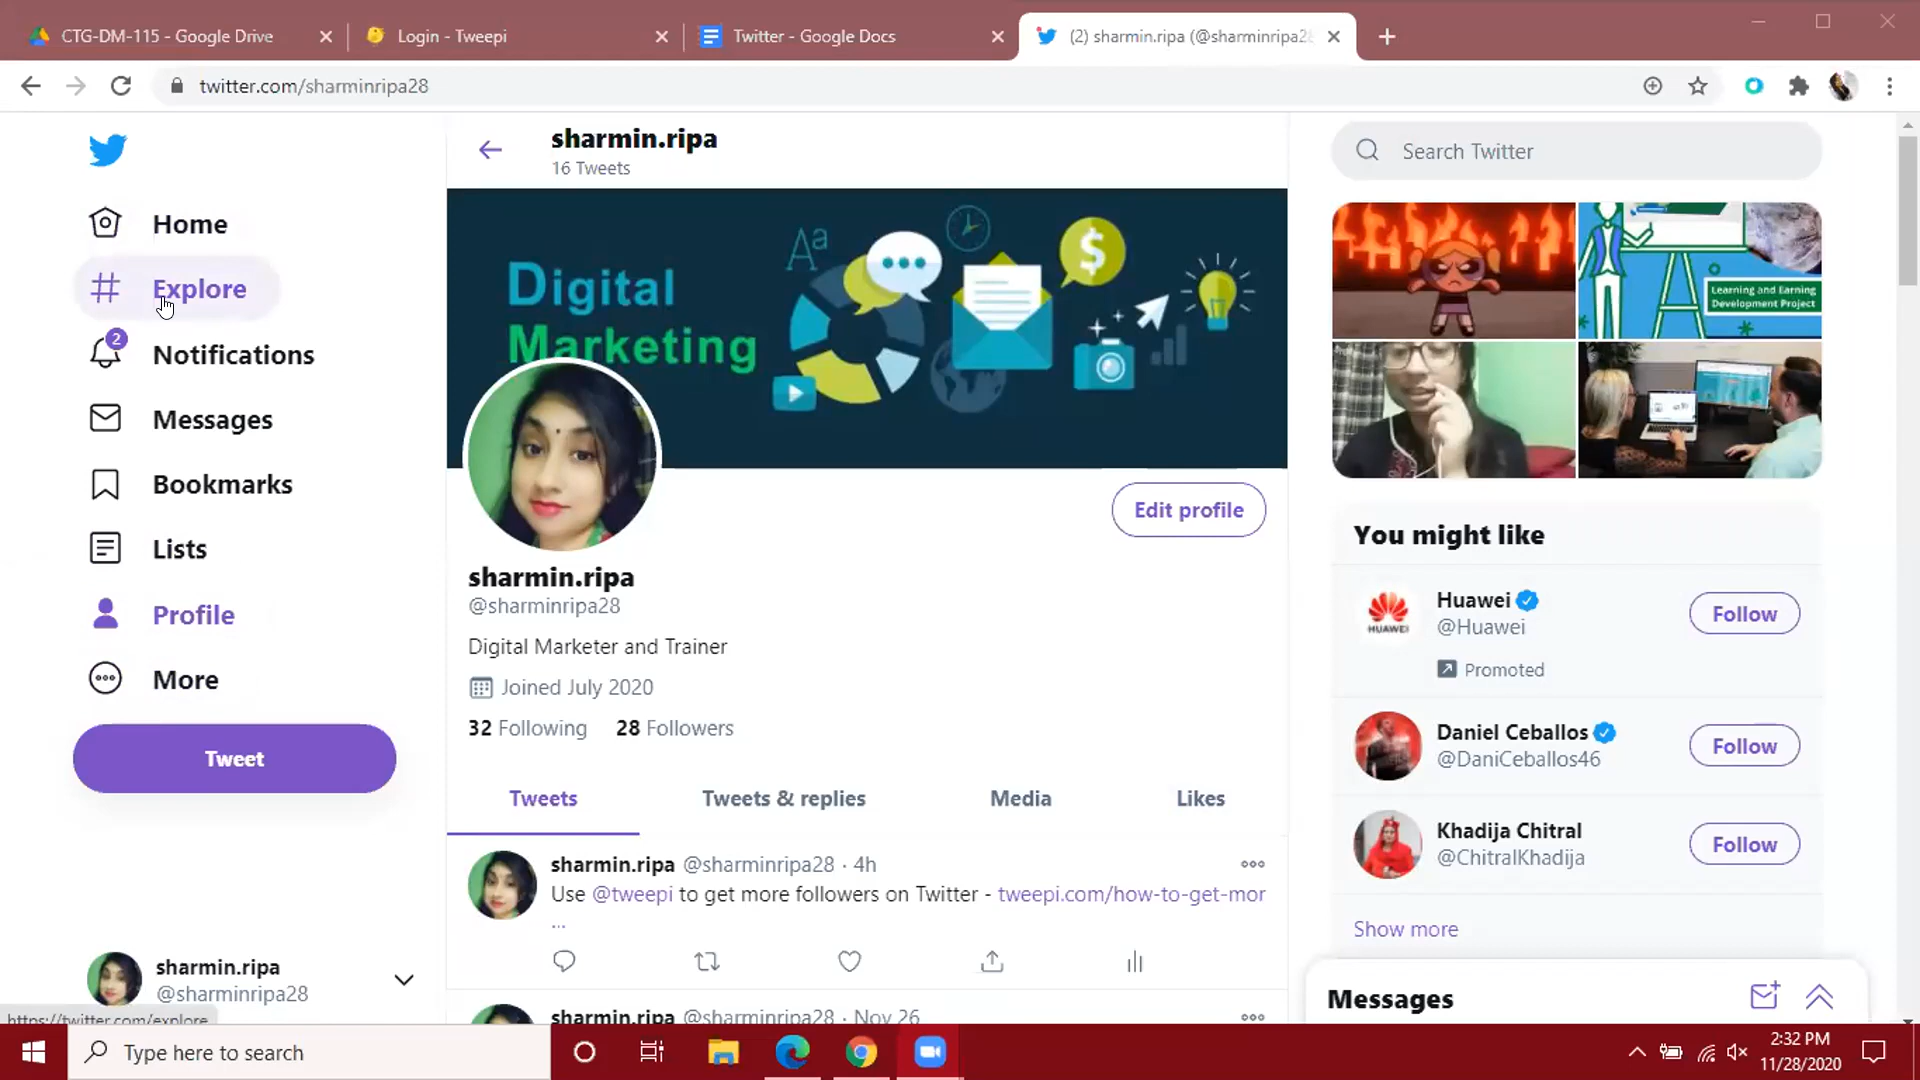 CTG-DM-115 - Google Drive
Login - Tweepi
Twitter - Google Docs
(2) sharmin.ripa (@sharminripa28
twitter.com/sharminripa28
sharmin.ripa
16 Tweets
Search Twitter
Home
Explore
2
Notifications
Messages
Bookmarks
Lists
Profile
More
Tweet
sharmin.ripa
@sharminripa28
https://twitter.com/explore
Aa
$
Digital
Marketing
Edit profile
sharmin.ripa
@sharminripa28
Digital Marketer and Trainer
Joined July 2020
32 Following 28 Followers
Tweets Tweets & replies Media Likes
sharmin.ripa @sharminripa28 · 4h
Use @tweepi to get more followers on Twitter - tweepi.com/how-to-get-mor
...
sharmin.ripa @sharminripa28 · Nov 26
Learning and Earning
Development Project
You might like
Huawei
@Huawei
Follow
HUAWEI
Promoted
Daniel Ceballos
@DaniCeballos46
Follow
Khadija Chitral
@ChitralKhadija
Follow
Show more
Messages
Type here to search
2:32 PM
11/28/2020